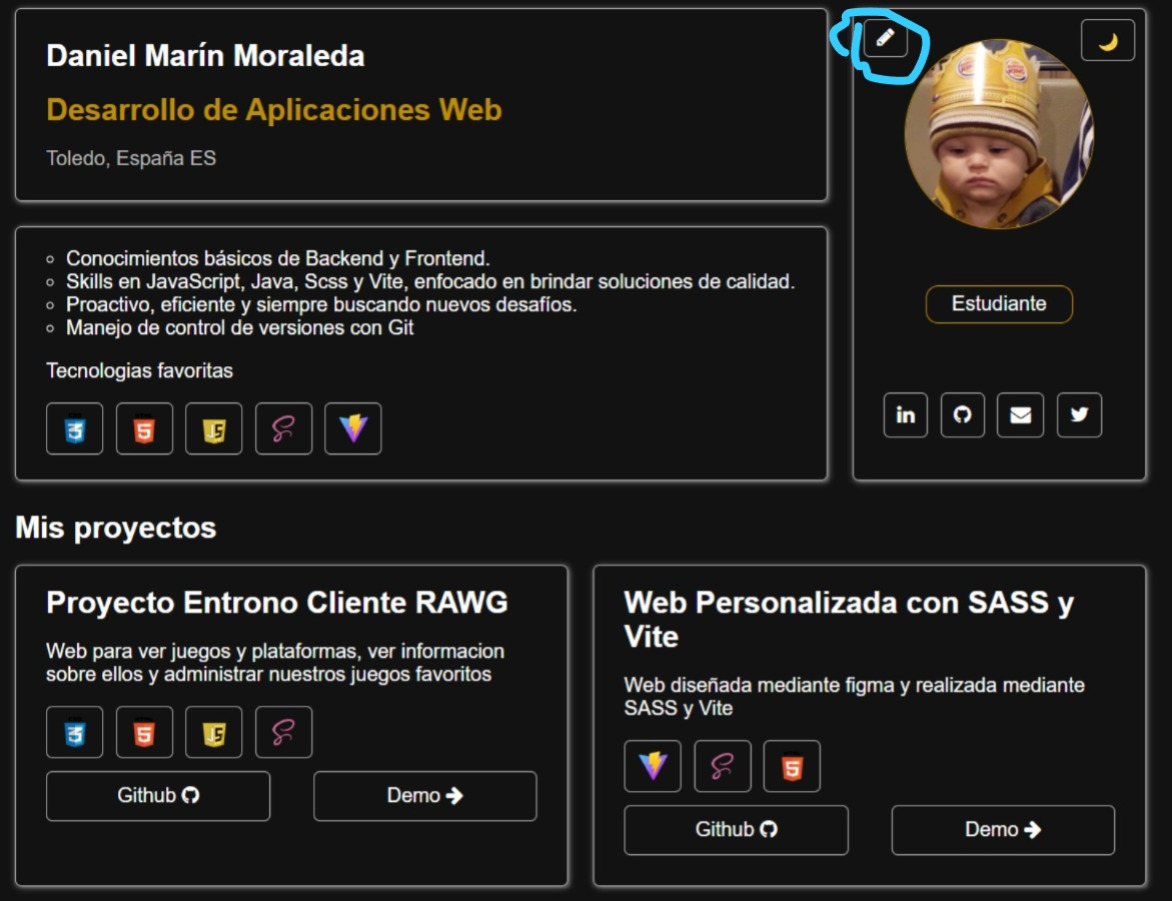 Daniel Marín Moraleda
Desarrollo de Aplicaciones Web
Toledo, España ES
Conocimientos básicos de Backend y Frontend.
Skills en JavaScript, Java, Scss y Vite, enfocado en brindar soluciones de calidad.
Proactivo, eficiente y siempre buscando nuevos desafíos.
Manejo de control de versiones con Git
Tecnologias favoritas
3 5 JS
BURGER KING
KING
Estudiante
in
Mis proyectos
Proyecto Entrono Cliente RAWG
Web para ver juegos y plataformas, ver informacion
sobre ellos y administrar nuestros juegos favoritos
3 5 JS
Github
Demo
Web Personalizada con SASS y
Vite
Web diseñada mediante figma y realizada mediante
SASS y Vite
5
Github
Demo